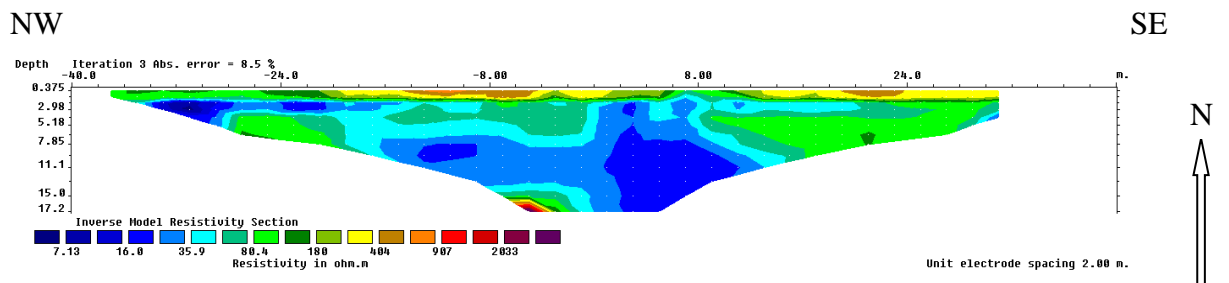 NW SE
Depth Iteration 3 Abs. error = 8.5 %
-40.0 -24.0 -8.00 8.00 24.0 m.
0.375
2.98
5.18
7.85
11.1
15.0
17.2
N
Inverse Model Resistivity Section
7.13 16.0 35.9 80.4 180 404 907 2033
Resistivity in ohm.m Unit electrode spacing 2.00 m.